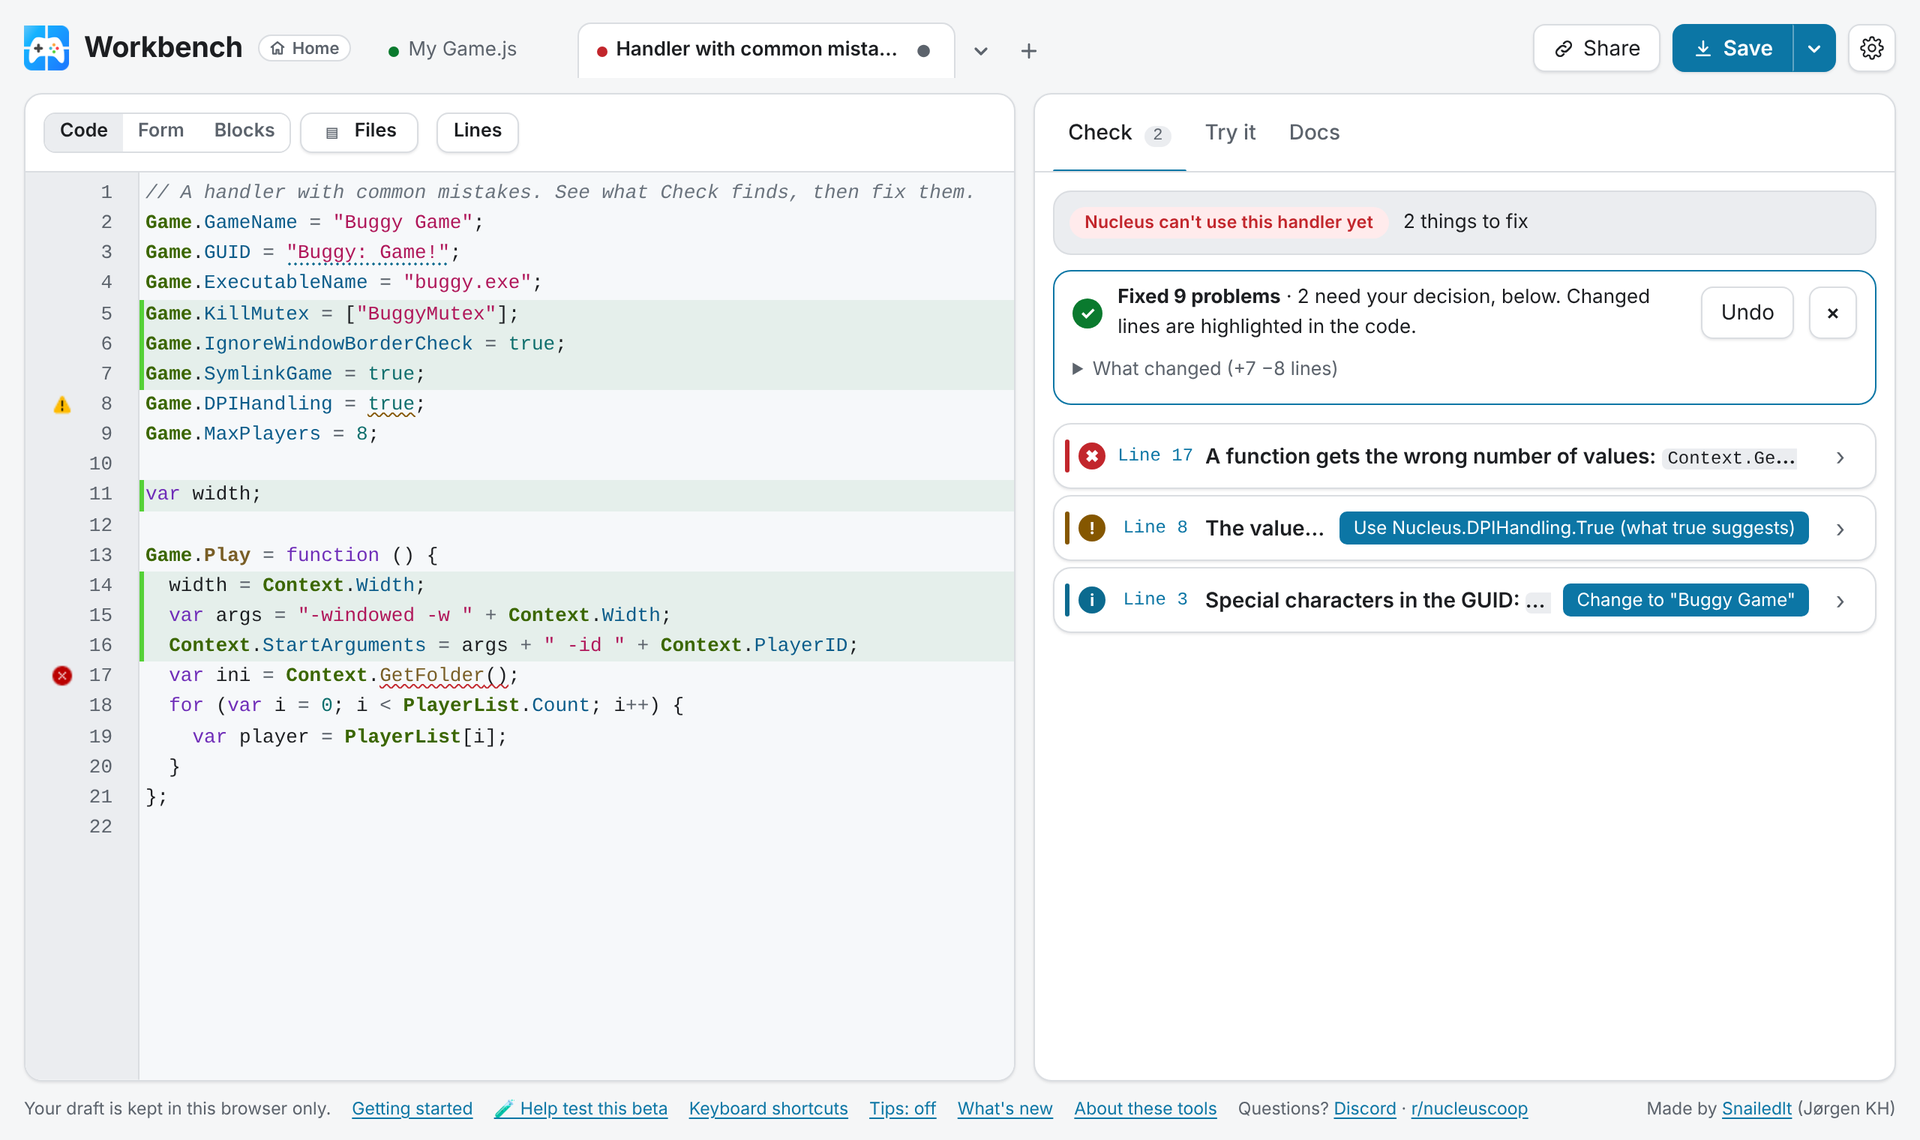 Workbench
Home
My Game.js
Handler with common mista...
Share
Save
Code
Form
Blocks
Files
Lines
1 // A handler with common mistakes. See what Check finds, then fix them.
2 Game.GameName = "Buggy Game";
3 Game.GUID = "Buggy: Game!";
4 Game.ExecutableName = "buggy.exe";
5 Game.KillMutex = ["BuggyMutex"];
6 Game.IgnoreWindowBorderCheck = true;
7 Game.SymlinkGame = true;
8 Game.DPIHandling = true;
9 Game.MaxPlayers = 8;
10
11 var width;
12
13 Game.Play = function () {
14 width = Context.Width;
15 var args = "-windowed -w " + Context.Width;
16 Context.StartArguments = args + " -id " + Context.PlayerID;
17 var ini = Context.GetFolder();
18 for (var i = 0; i < PlayerList.Count; i++) {
19 var player = PlayerList[i];
20 }
21 };
22
Check 2
Try it
Docs
Nucleus can't use this handler yet 2 things to fix
Fixed 9 problems · 2 need your decision, below. Changed
lines are highlighted in the code.
Undo
×
What changed (+7 −8 lines)
Line 17 A function gets the wrong number of values: Context.Ge...
Line 8 The value... Use Nucleus.DPIHandling.True (what true suggests)
Line 3 Special characters in the GUID: ... Change to "Buggy Game"
Your draft is kept in this browser only. Getting started Help test this beta Keyboard shortcuts Tips: off What's new About these tools Questions? Discord · r/nucleuscoop Made by SnailedIt (Jørgen KH)